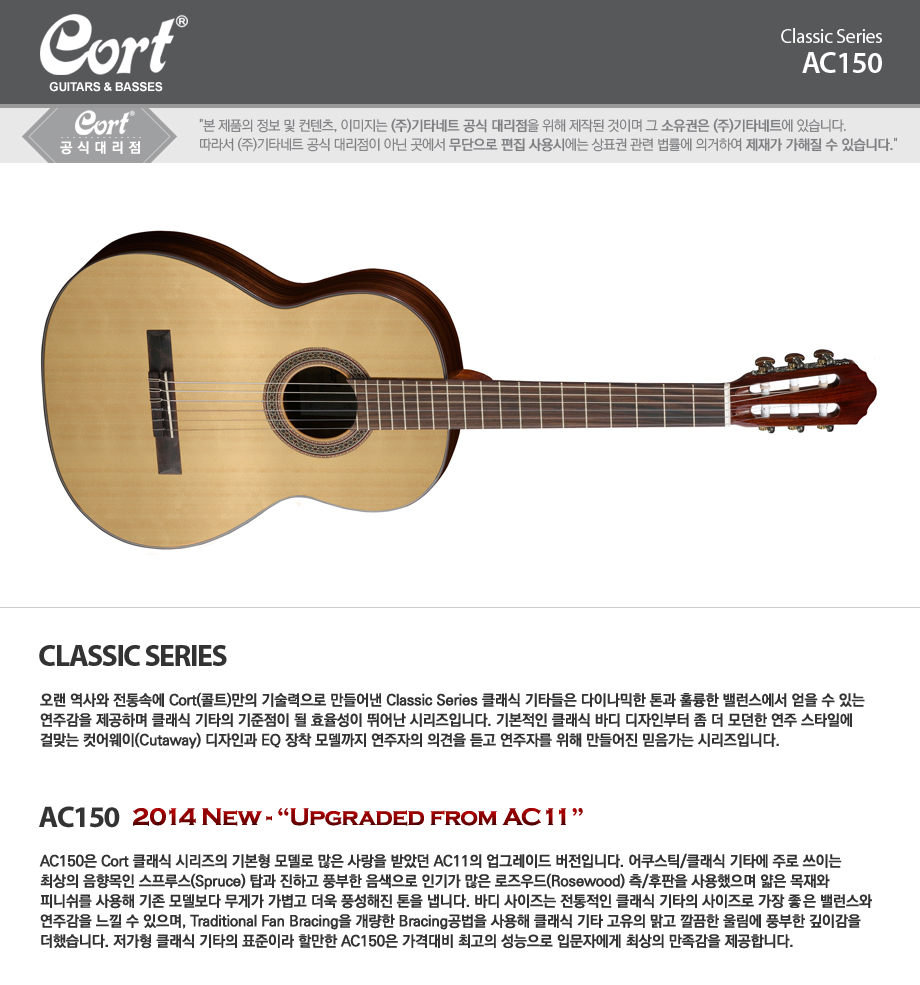 Cort®
GUITARS & BASSES
Classic Series
AC150
Cort®
공식대리점
"본 제품의 정보 및 컨텐츠, 이미지는 (주)기타네트 공식 대리점을 위해 제작된 것이며 그 소유권은 (주)기타네트에 있습니다.
따라서 (주)기타네트 공식 대리점이 아닌 곳에서 무단으로 편집 사용시에는 상표권 관련 법률에 의거하여 제재가 가해질 수 있습니다."
CLASSIC SERIES
오랜 역사와 전통속에 Cort(콜트)만의 기술력으로 만들어낸 Classic Series 클래식 기타들은 다이나믹한 톤과 훌륭한 밸런스에서 얻을 수 있는
연주감을 제공하며 클래식 기타의 기준점이 될 효율성이 뛰어난 시리즈입니다. 기본적인 클래식 바디 디자인부터 좀 더 모던한 연주 스타일에
걸맞는 컷어웨이(Cutaway) 디자인과 EQ 장착 모델까지 연주자의 의견을 듣고 연주자를 위해 만들어진 믿음가는 시리즈입니다.
AC150 2014 New - “Upgraded from AC11”
AC150은 Cort 클래식 시리즈의 기본형 모델로 많은 사랑을 받았던 AC11의 업그레이드 버전입니다. 어쿠스틱/클래식 기타에 주로 쓰이는
최상의 음향목인 스프루스(Spruce) 탑과 진하고 풍부한 음색으로 인기가 많은 로즈우드(Rosewood) 측/후판을 사용했으며 얇은 목재와
피니쉬를 사용해 기존 모델보다 무게가 가볍고 더욱 풍성해진 톤을 냅니다. 바디 사이즈는 전통적인 클래식 기타의 사이즈로 가장 좋은 밸런스와
연주감을 느낄 수 있으며, Traditional Fan Bracing을 개량한 Bracing공법을 사용해 클래식 기타 고유의 맑고 깔끔한 울림에 풍부한 깊이감을
더했습니다. 저가형 클래식 기타의 표준이라 할만한 AC150은 가격대비 최고의 성능으로 입문자에게 최상의 만족감을 제공합니다.